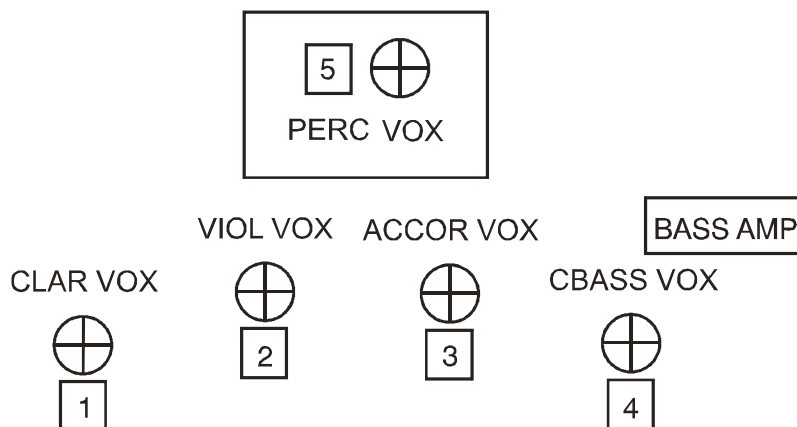 5
PERC VOX
VIOL VOX
ACCOR VOX
BASS AMP
CLAR VOX
CBASS VOX
2
3
1
4